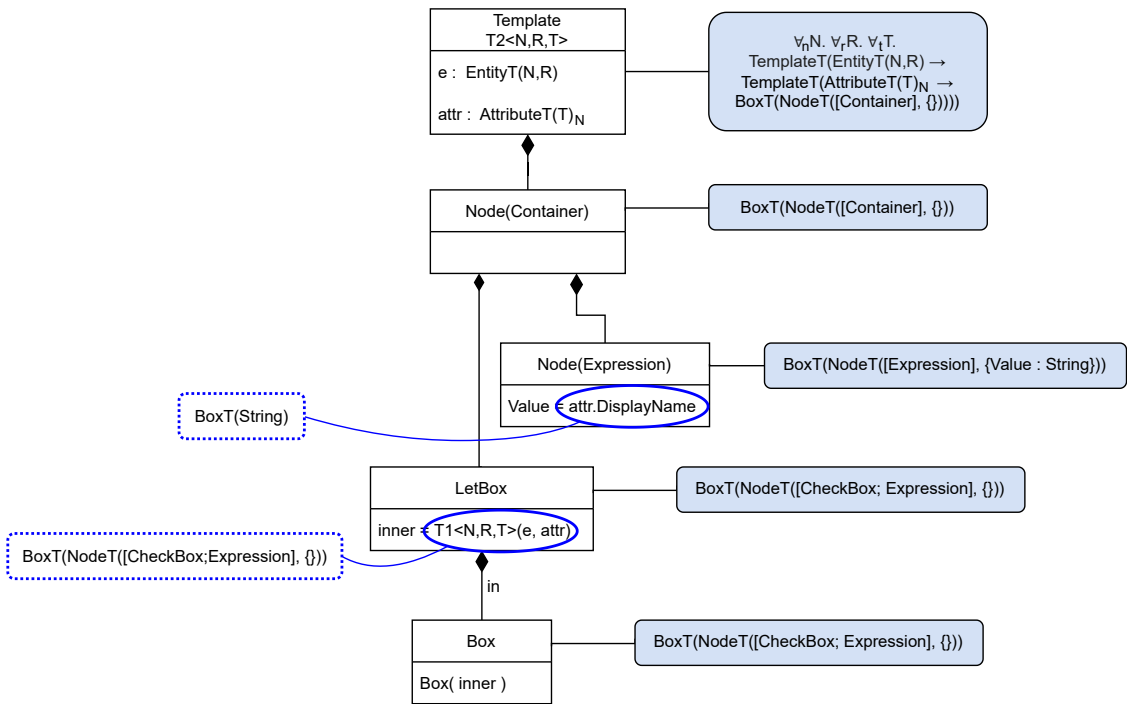 Template
T2<N,R,T>
e : EntityT(N,R)
attr : AttributeT(T)N
∀nN. ∀rR. ∀tT.
TemplateT(EntityT(N,R) →
TemplateT(AttributeT(T)N →
BoxT(NodeT([Container], {}))))
Node(Container)
BoxT(NodeT([Container], {}))
Node(Expression)
Value = attr.DisplayName
BoxT(NodeT([Expression], {Value : String}))
BoxT(String)
LetBox
inner = T1<N,R,T>(e, attr)
BoxT(NodeT([CheckBox; Expression], {}))
BoxT(NodeT([CheckBox;Expression], {}))
in
Box
Box( inner )
BoxT(NodeT([CheckBox; Expression], {}))